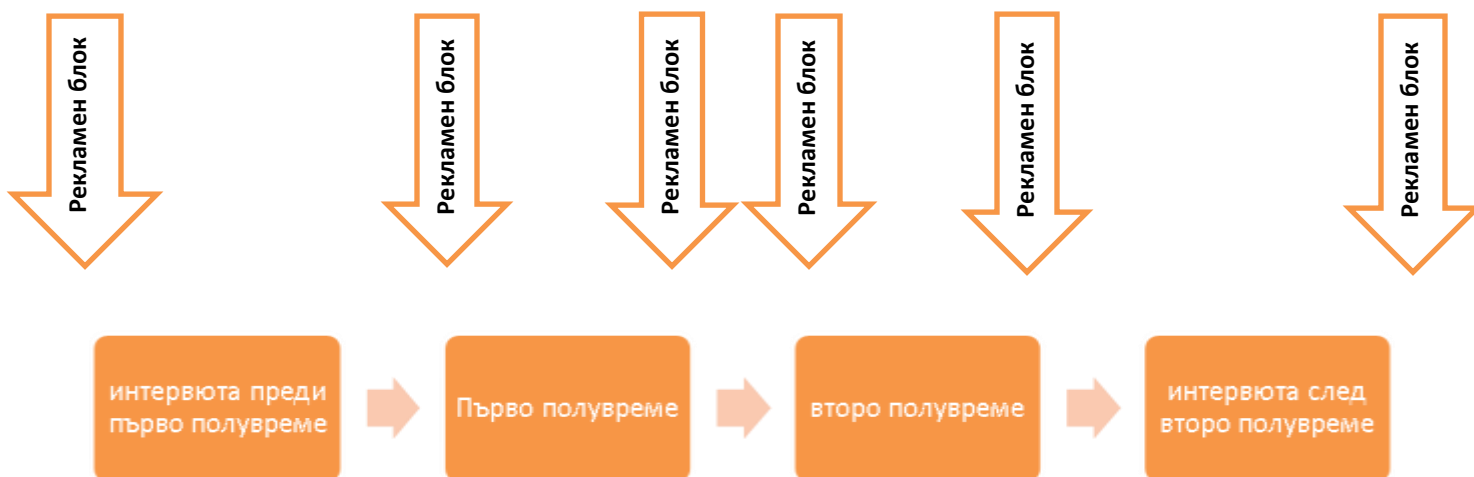 Рекламен блок
Рекламен блок
Рекламен блок
Рекламен блок
Рекламен блок
Рекламен блок
интервюта преди
първо полувреме
Първо полувреме
второ полувреме
интервюта след
второ полувреме